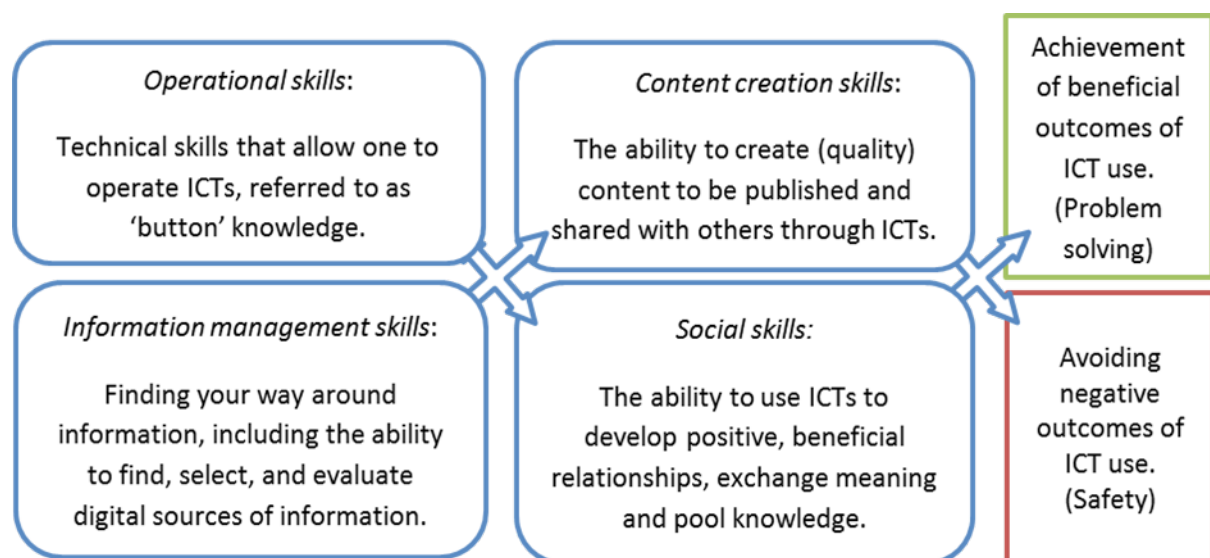 Operational skills:
Technical skills that allow one to
operate ICTs, referred to as
‘button’ knowledge.
Content creation skills:
The ability to create (quality)
content to be published and
shared with others through ICTs.
Achievement
of beneficial
outcomes of
ICT use.
(Problem
solving)
Information management skills:
Finding your way around
information, including the ability
to find, select, and evaluate
digital sources of information.
Social skills:
The ability to use ICTs to
develop positive, beneficial
relationships, exchange meaning
and pool knowledge.
Avoiding
negative
outcomes of
ICT use.
(Safety)